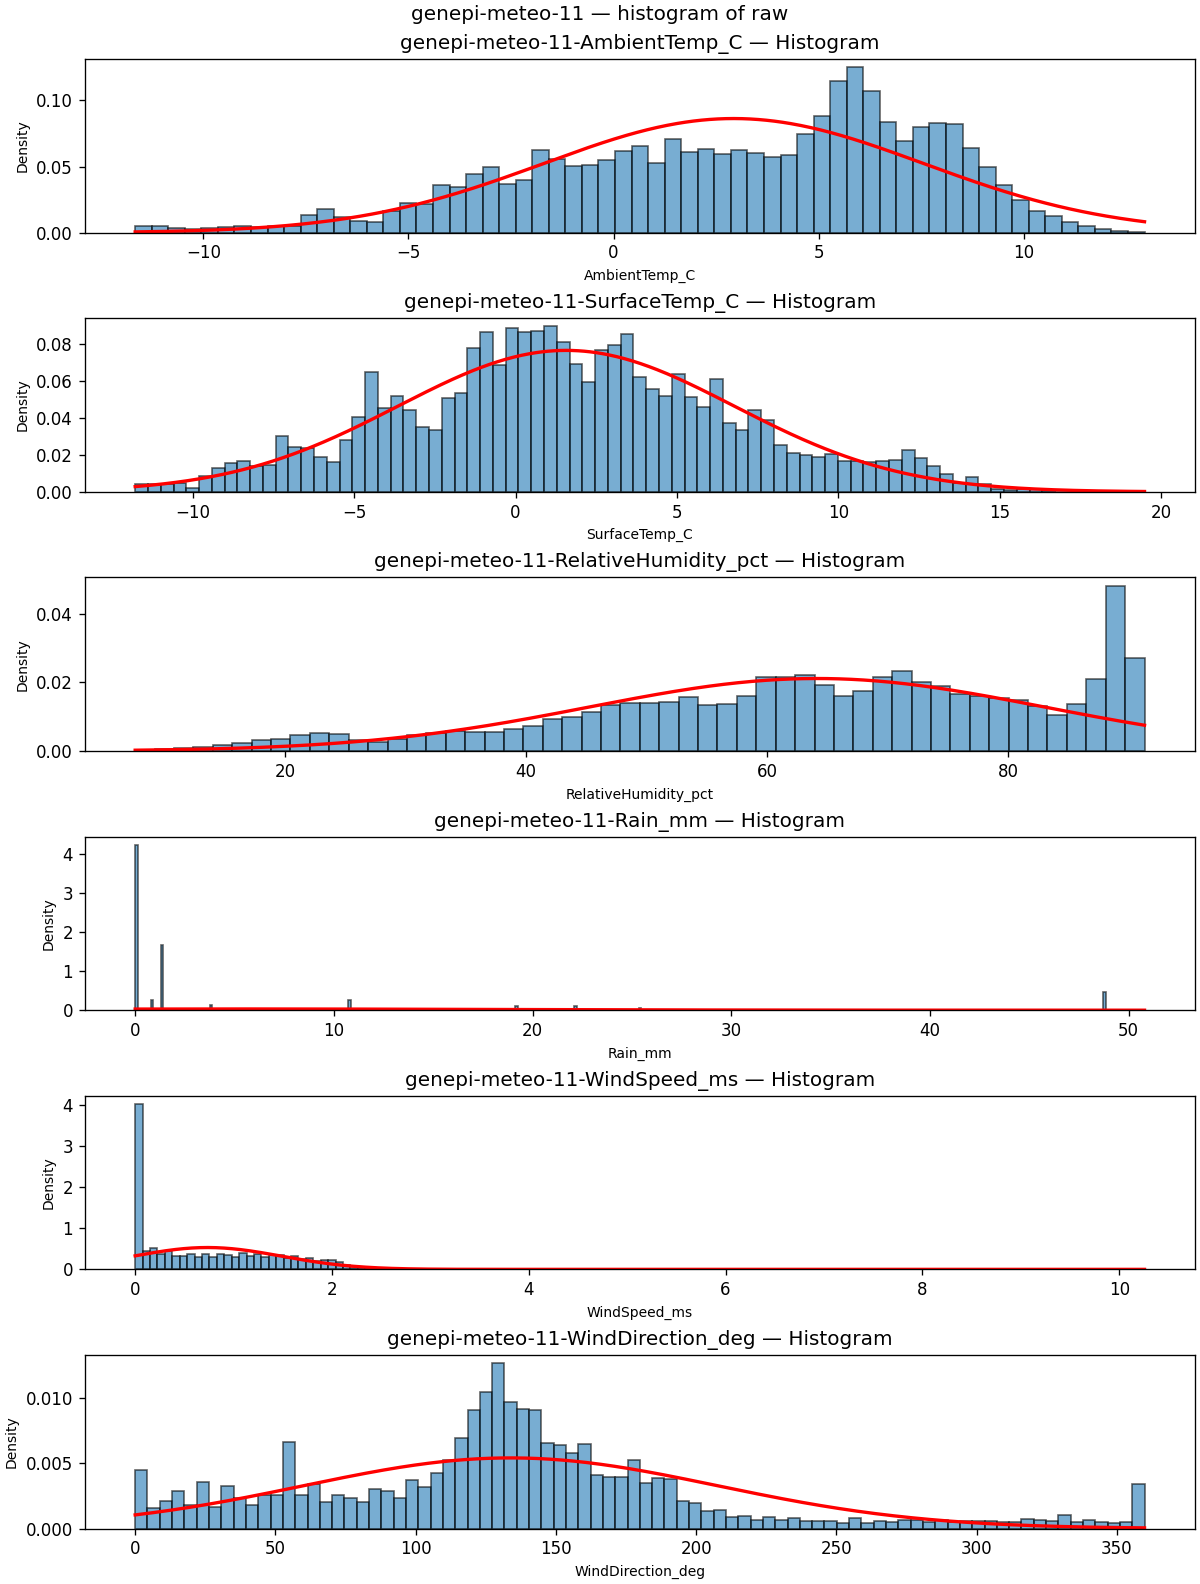 genepi-meteo-11 — histogram of raw
genepi-meteo-11-AmbientTemp_C — Histogram
Density
0.10
0.05
0.00
−10 −5 0 5 10
AmbientTemp_C
genepi-meteo-11-SurfaceTemp_C — Histogram
Density
0.08
0.06
0.04
0.02
0.00
−10 −5 0 5 10 15 20
SurfaceTemp_C
genepi-meteo-11-RelativeHumidity_pct — Histogram
Density
0.04
0.02
0.00
20 40 60 80
RelativeHumidity_pct
genepi-meteo-11-Rain_mm — Histogram
Density
4
3
2
1
0
0 10 20 30 40 50
Rain_mm
genepi-meteo-11-WindSpeed_ms — Histogram
Density
4
3
2
1
0
0 2 4 6 8 10
WindSpeed_ms
genepi-meteo-11-WindDirection_deg — Histogram
Density
0.010
0.005
0.000
0 50 100 150 200 250 300 350
WindDirection_deg